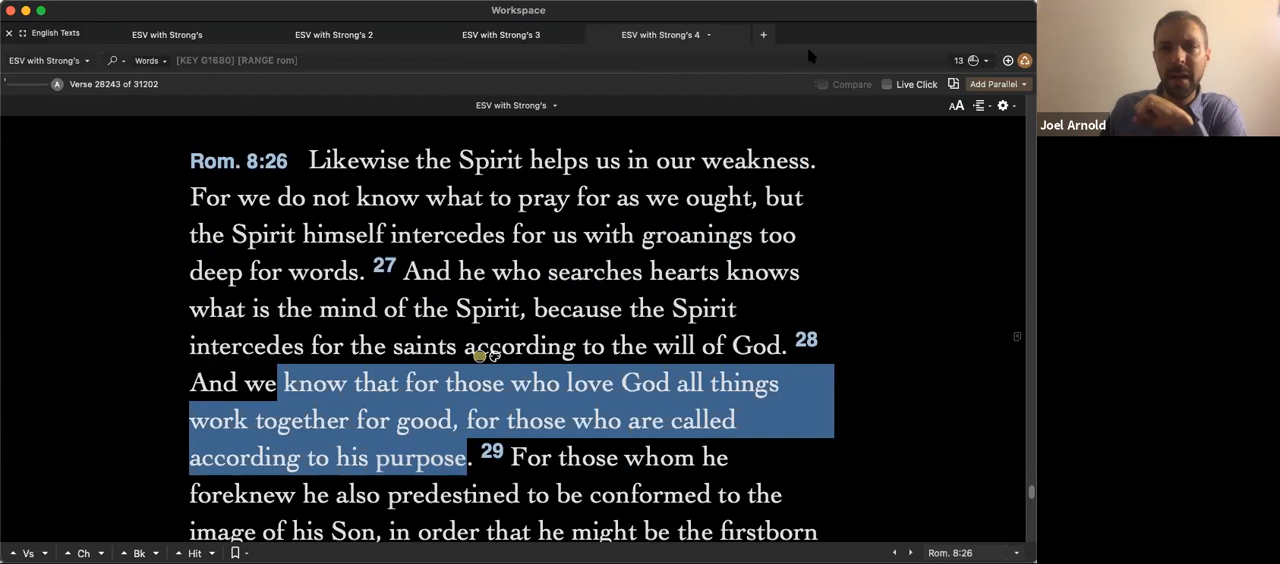 Workspace
English Texts
ESV with Strong's
ESV with Strong's 2
ESV with Strong's 3
ESV with Strong's 4
ESV with Strong's
Words
[KEY G1680] [RANGE rom]
13
A
Verse 28243 of 31202
Compare
Live Click
Add Parallel
ESV with Strong's
AA
Joel Arnold
Rom. 8:26 Likewise the Spirit helps us in our weakness.
For we do not know what to pray for as we ought, but
the Spirit himself intercedes for us with groanings too
deep for words. 27 And he who searches hearts knows
what is the mind of the Spirit, because the Spirit
intercedes for the saints according to the will of God. 28
And we know that for those who love God all things
work together for good, for those who are called
according to his purpose. 29 For those whom he
foreknew he also predestined to be conformed to the
image of his Son, in order that he might be the firstborn
Vs
Ch
Bk
Hit
Rom. 8:26